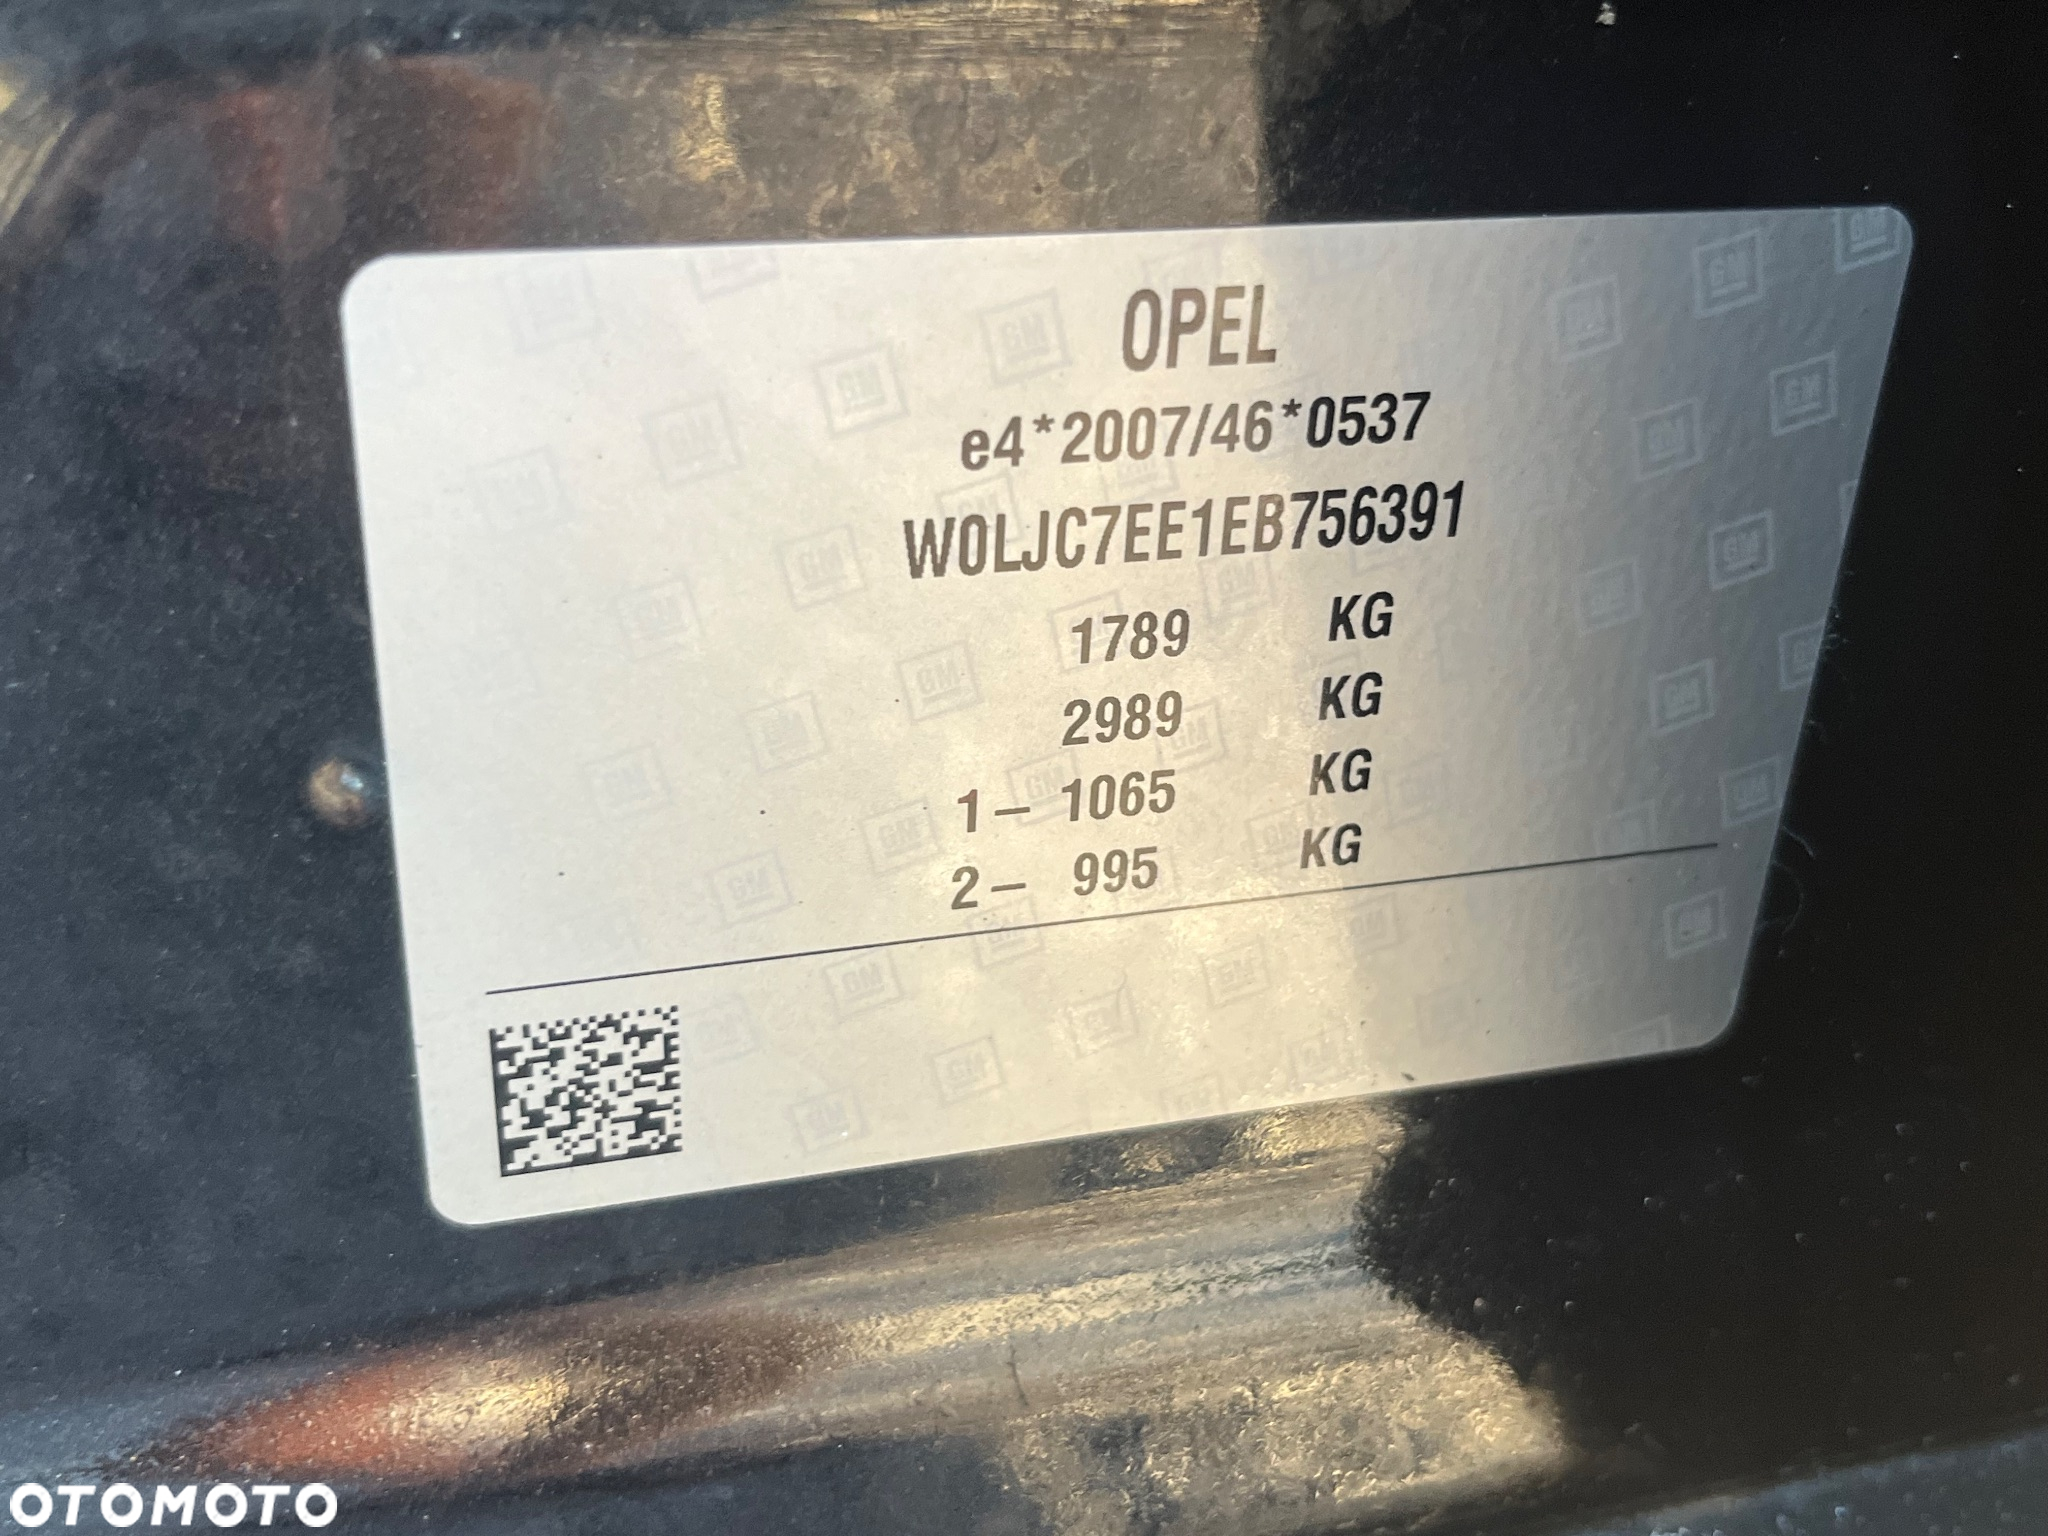 OPEL
e4*2007/46*0537
W0LJC7EE1EB756391
1789 KG
2989 KG
1– 1065 KG
2– 995 KG
OTOMOTO